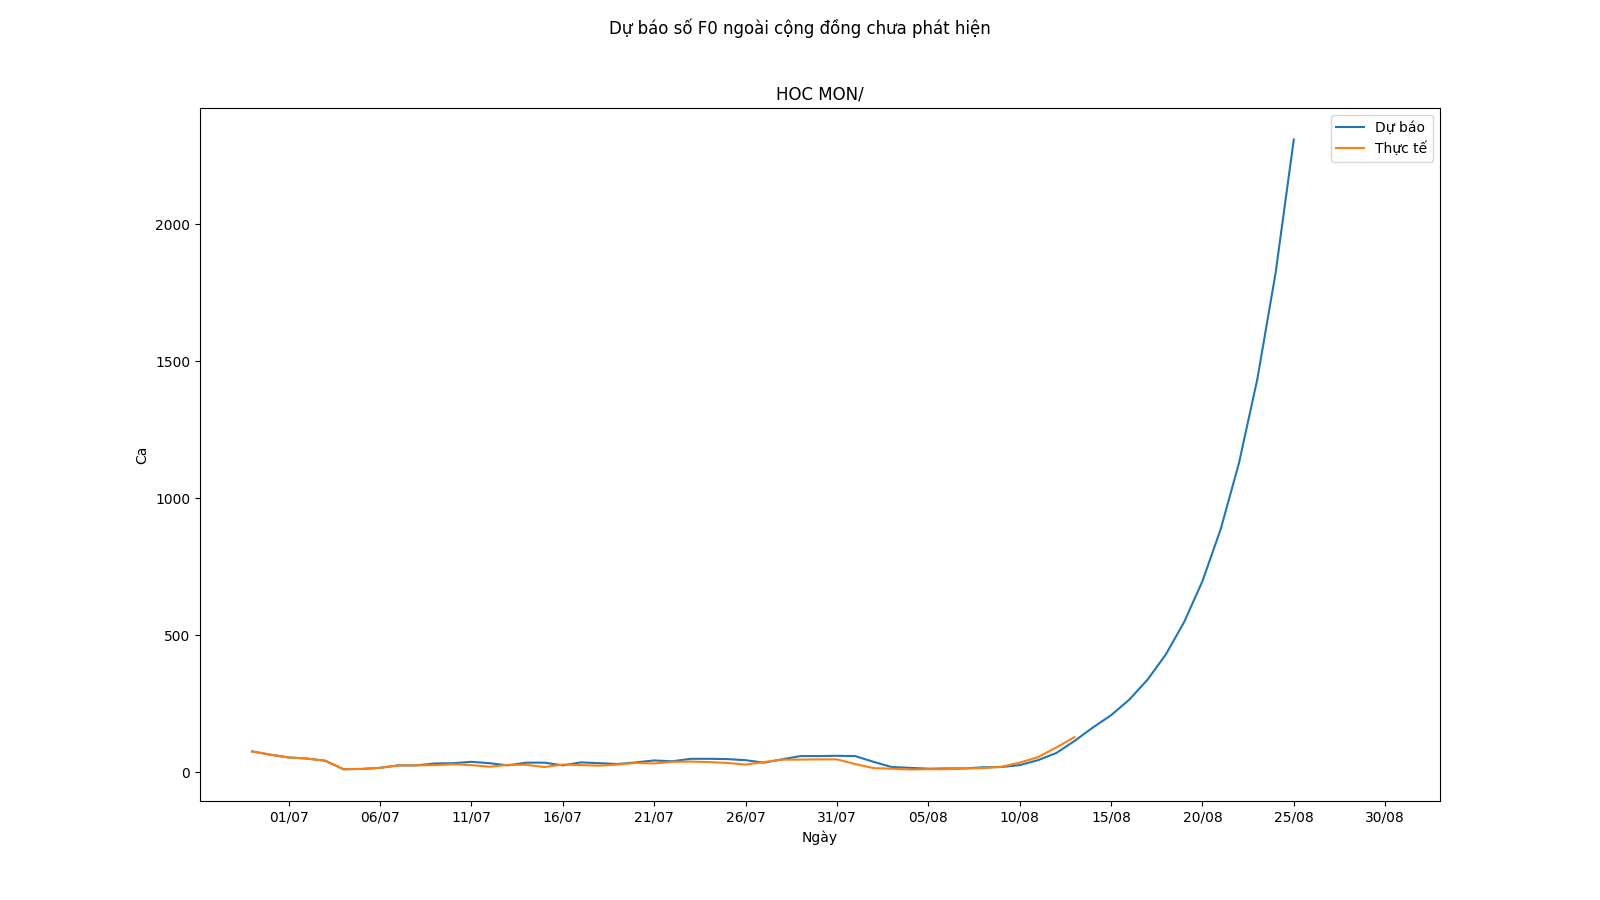 Dự báo số F0 ngoài cộng đồng chưa phát hiện
HOC MON/
Dự báo
Thực tế
2000
1500
1000
500
0
Ca
01/07 06/07 11/07 16/07 21/07 26/07 31/07 05/08 10/08 15/08 20/08 25/08 30/08
Ngày